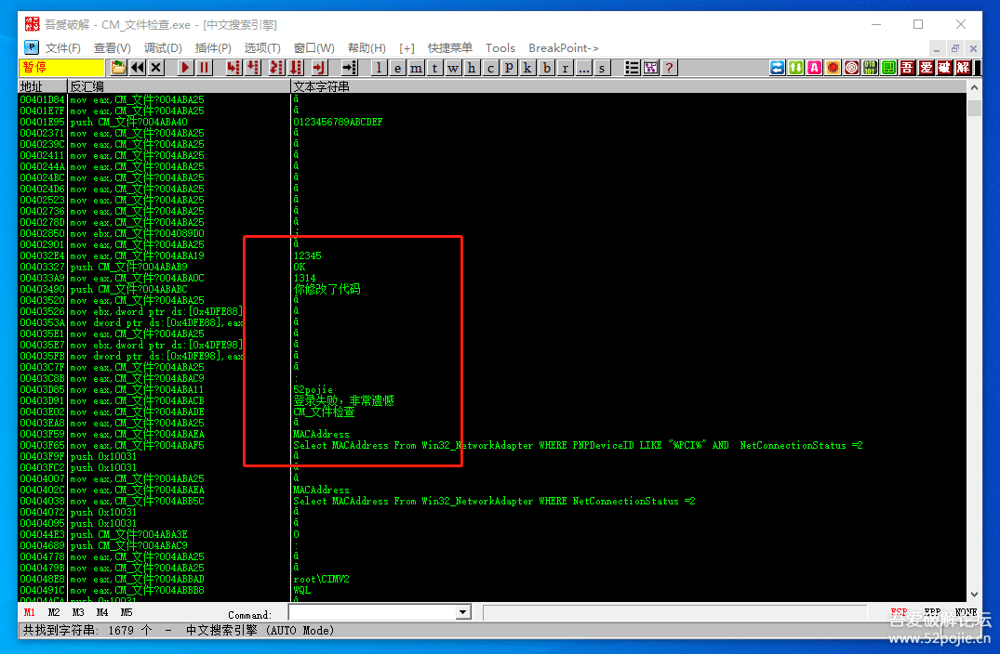 吾愛破解 - CM_文件检查.exe - [中文搜索引擎]
文件(F) 查看(V) 调试(D) 插件(P) 选项(T) 窗口(W) 帮助(H) [+] 快捷菜单 Tools BreakPoint->
暂停 l e m t w h c P k b r ... s ? 吾 爱 破 解
地址 反汇编 文本字符串
00401D84 mov eax,CM_文件?004ABA25 ā
00401E7F mov eax,CM_文件?004ABA25 ā
00401E95 push CM_文件?004ABA40 0123456789ABCDEF
00402371 mov eax,CM_文件?004ABA25 ā
0040239C mov eax,CM_文件?004ABA25 ā
00402411 mov eax,CM_文件?004ABA25 ā
0040244A mov eax,CM_文件?004ABA25 ā
004024BC mov eax,CM_文件?004ABA25 ā
004024D6 mov eax,CM_文件?004ABA25 ā
00402523 mov eax,CM_文件?004ABA25 ā
00402736 mov eax,CM_文件?004ABA25 ā
0040278D mov eax,CM_文件?004ABA25 ā
00402850 mov ebx,CM_文件?004089D0
00402901 mov eax,CM_文件?004ABA25 ā
004032E4 mov eax,CM_文件?004ABA19 12345
00403327 push CM_文件?004ABAB9 OK
004033A9 mov eax,CM_文件?004ABA0C 1314
00403490 push CM_文件?004ABABC 你修改了代码
00403520 mov eax,CM_文件?004ABA25 ā
00403526 mov ebx,dword ptr ds:[0x4DFE88] ā
0040353A mov dword ptr ds:[0x4DFE88],eax ā
004035E1 mov eax,CM_文件?004ABA25 ā
004035E7 mov ebx,dword ptr ds:[0x4DFE98] ā
004035FB mov dword ptr ds:[0x4DFE98],eax ā
00403C7F mov eax,CM_文件?004ABA25 ā
00403C8B mov eax,CM_文件?004ABAC9 :
00403D85 mov eax,CM_文件?004ABA11 52pojie
00403D91 mov eax,CM_文件?004ABACB 登录失败，非常遗憾
00403E02 mov eax,CM_文件?004ABADE CM_文件检查
00403EA8 mov eax,CM_文件?004ABA25 ā
00403F59 mov eax,CM_文件?004ABAEA MACAddress
00403F65 mov eax,CM_文件?004ABAF5 Select MACAddress From Win32_NetworkAdapter WHERE PNPDeviceID LIKE "%PCI%" AND NetConnectionStatus =2
00403F9F push 0x10031 ā
00403FC2 push 0x10031 ā
00404007 mov eax,CM_文件?004ABA25 ā
0040402C mov eax,CM_文件?004ABAEA MACAddress
00404038 mov eax,CM_文件?004ABB5C Select MACAddress From Win32_NetworkAdapter WHERE NetConnectionStatus =2
00404072 push 0x10031 ā
00404095 push 0x10031 ā
004044E3 push CM_文件?004ABA3E 0
00404689 push CM_文件?004ABAC9 :
00404778 mov eax,CM_文件?004ABA25 ā
0040479B mov eax,CM_文件?004ABA25 ā
004048E8 mov eax,CM_文件?004ABBAD root\CIMV2
0040491C mov eax,CM_文件?004ABBB8 WQL
M1 M2 M3 M4 M5 Command: ESP EBP NONE
共找到字符串: 1679 个 - 中文搜索引擎 (AUTO Mode)
吾爱破解论坛
www.52pojie.cn